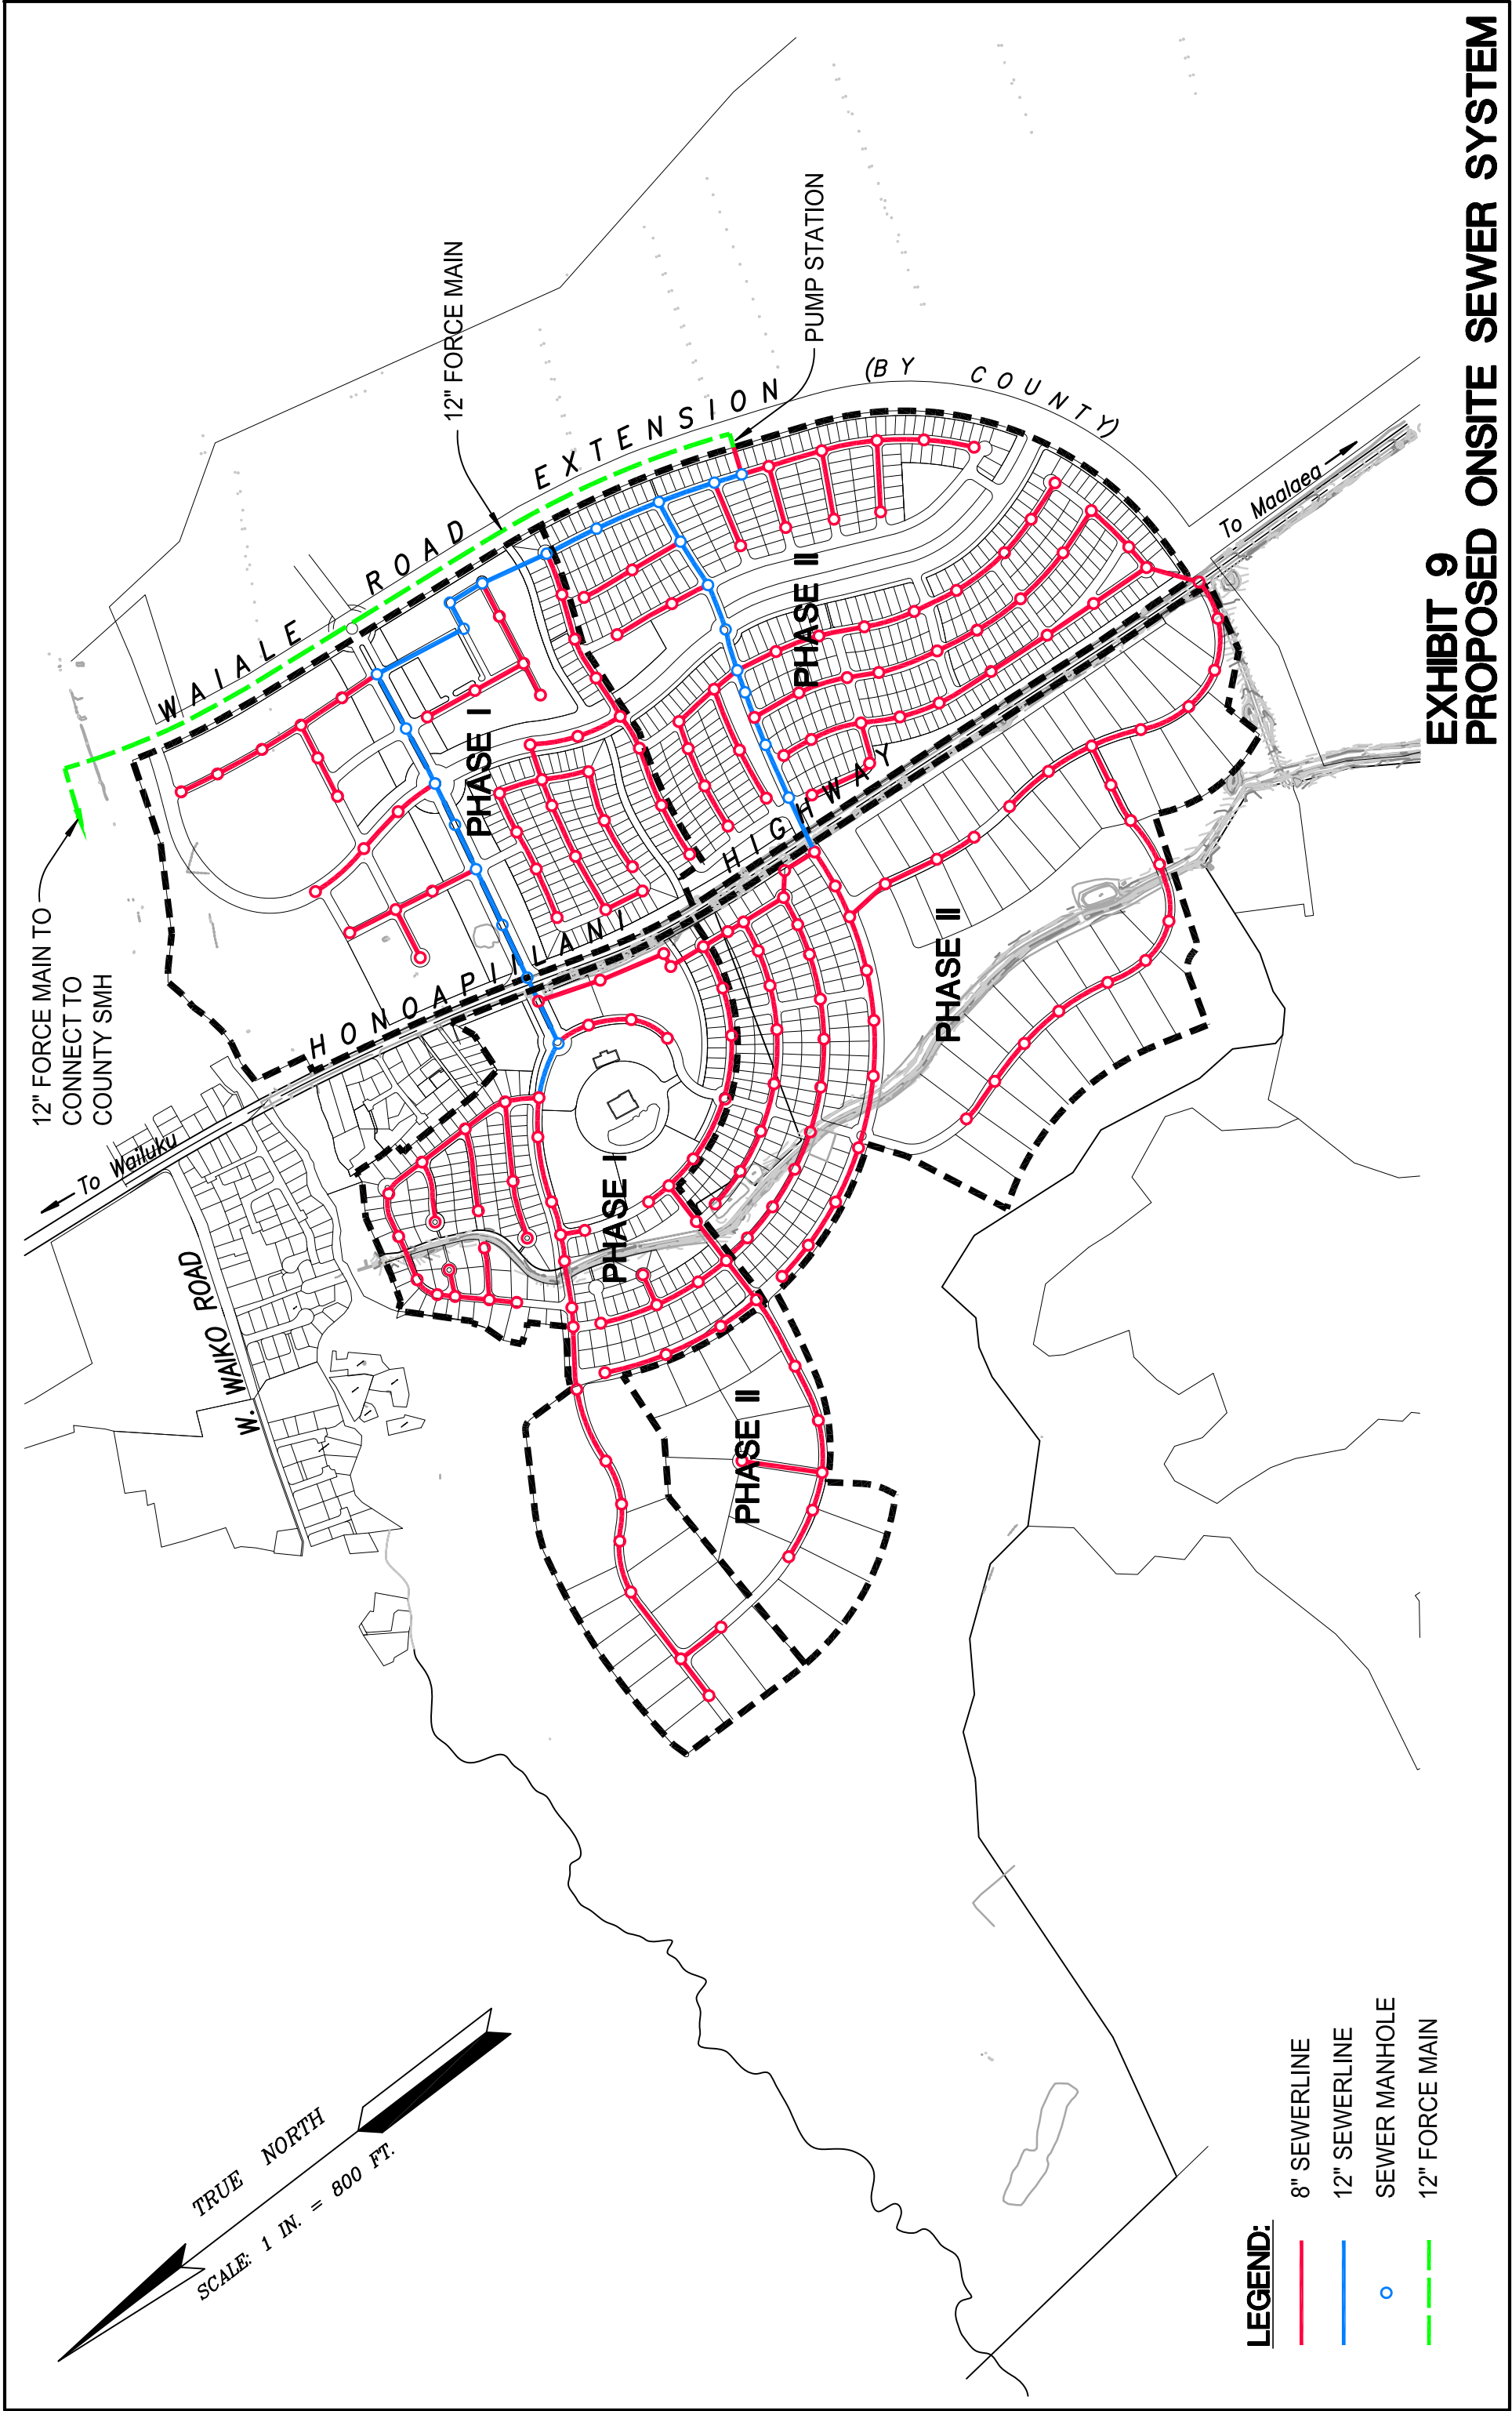 12" FORCE MAIN TO
CONNECT TO
COUNTY SMH
To Wailuku
W. WAIKO ROAD
WAIALE ROAD EXTENSION
(BY COUNTY)
12" FORCE MAIN
PUMP STATION
HONOAPIILANI HIGHWAY
To Maalaea
PHASE I
PHASE II
PHASE I
PHASE II
PHASE II
TRUE NORTH
SCALE: 1 IN. = 800 FT.
LEGEND:
8" SEWERLINE
12" SEWERLINE
SEWER MANHOLE
12" FORCE MAIN
EXHIBIT 9
PROPOSED ONSITE SEWER SYSTEM